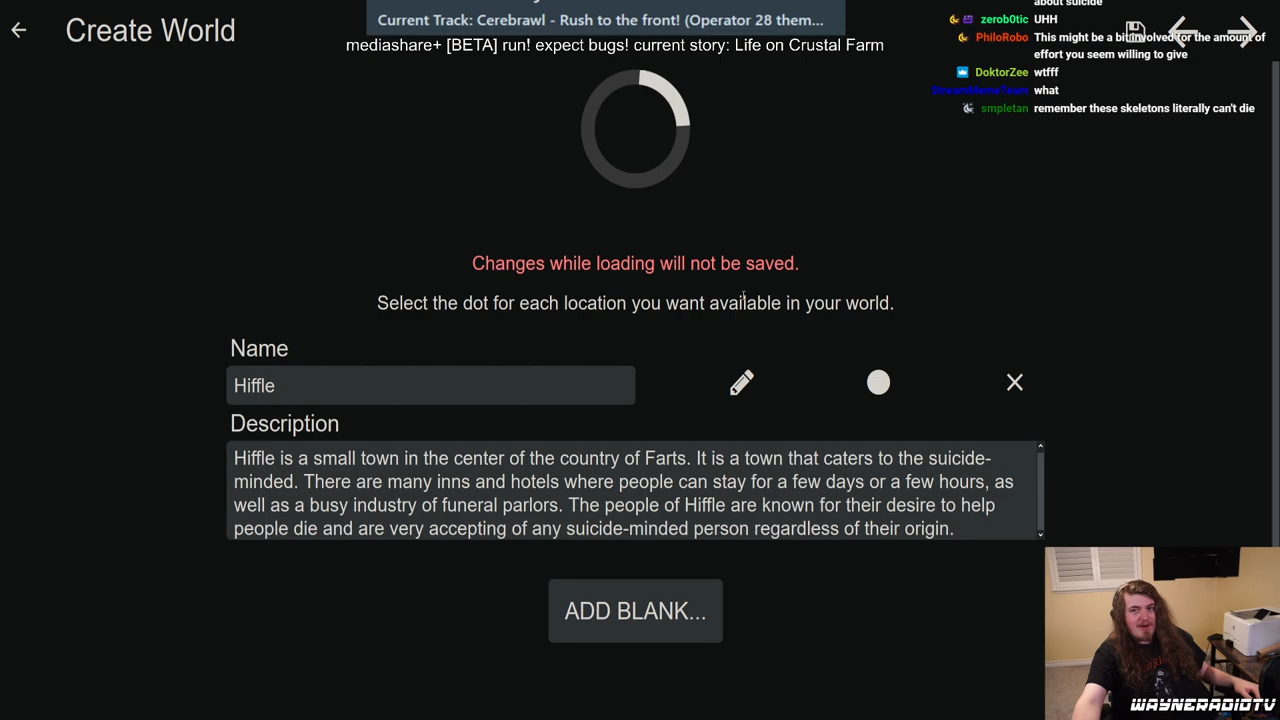 Create World
Current Track: Cerebrawl - Rush to the front! (Operator 28 them...
mediashare+ [BETA] run! expect bugs! current story: Life on Crustal Farm
about suicide
zerob0tic UHH
PhiloRobo This might be a bit involved for the amount of
effort you seem willing to give
DoktorZee wtfff
StreamMemeTeam what
smpletan remember these skeletons literally can't die
Changes while loading will not be saved.
Select the dot for each location you want available in your world.
Name
Hiffle
Description
Hiffle is a small town in the center of the country of Farts. It is a town that caters to the suicide-
minded. There are many inns and hotels where people can stay for a few days or a few hours, as
well as a busy industry of funeral parlors. The people of Hiffle are known for their desire to help
people die and are very accepting of any suicide-minded person regardless of their origin.
ADD BLANK...
WAYNERADIOTV